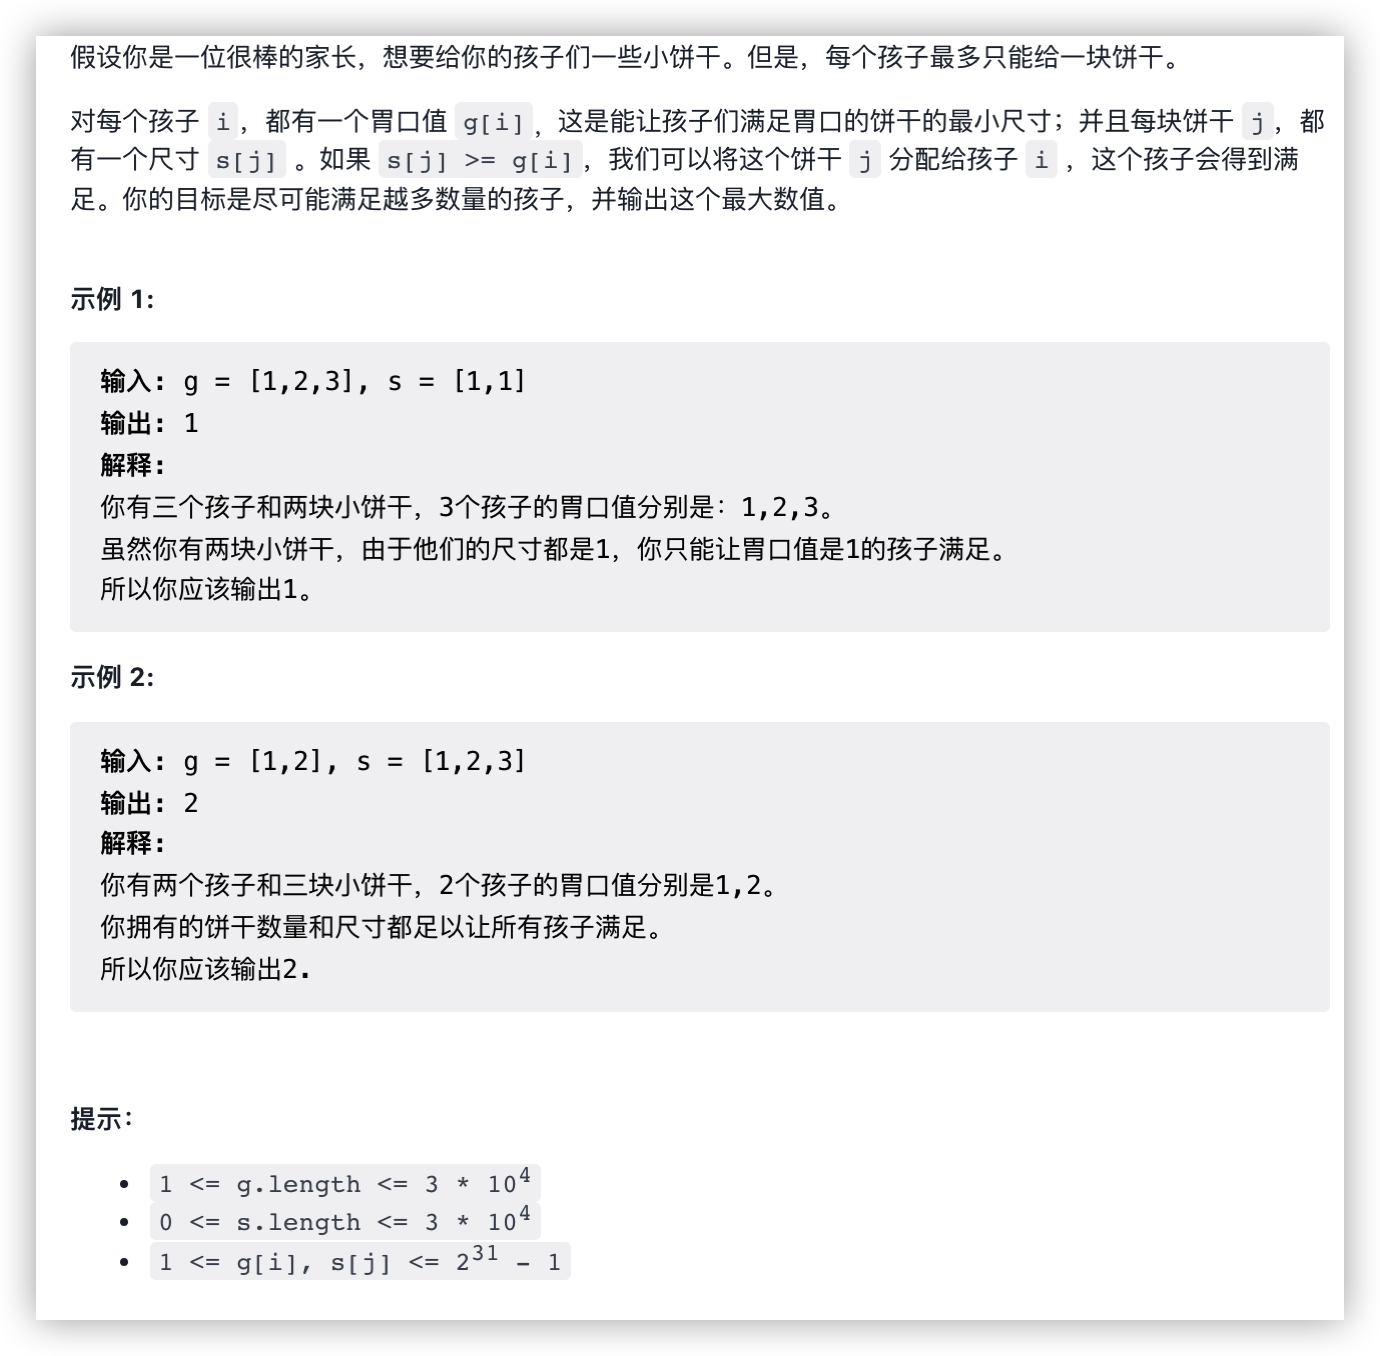 假设你是一位很棒的家长，想要给你的孩子们一些小饼干。但是，每个孩子最多只能给一块饼干。
对每个孩子 i，都有一个胃口值 g[i]，这是能让孩子们满足胃口的饼干的最小尺寸；并且每块饼干 j，都
有一个尺寸 s[j] 。如果 s[j] >= g[i]，我们可以将这个饼干 j 分配给孩子 i ，这个孩子会得到满
足。你的目标是尽可能满足越多数量的孩子，并输出这个最大数值。
示例 1:
输入: g = [1,2,3], s = [1,1]
输出: 1
解释:
你有三个孩子和两块小饼干，3个孩子的胃口值分别是：1,2,3。
虽然你有两块小饼干，由于他们的尺寸都是1，你只能让胃口值是1的孩子满足。
所以你应该输出1。
示例 2:
输入: g = [1,2], s = [1,2,3]
输出: 2
解释:
你有两个孩子和三块小饼干，2个孩子的胃口值分别是1,2。
你拥有的饼干数量和尺寸都足以让所有孩子满足。
所以你应该输出2.
提示：
• 1 <= g.length <= 3 * 10⁴
• 0 <= s.length <= 3 * 10⁴
• 1 <= g[i], s[j] <= 2³¹ - 1